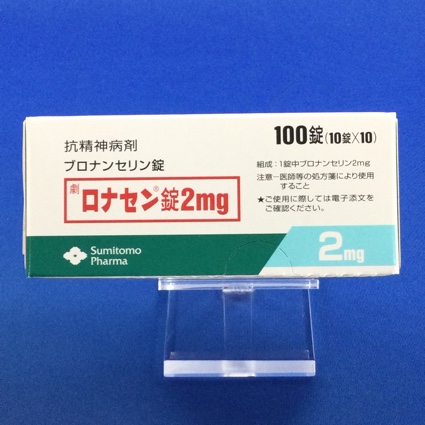 100錠(10錠×10)
抗精神病剤
ブロナンセリン錠
劇 ロナセン®錠2mg
組成:1錠中ブロナンセリン2mg
注意-医師等の処方箋により使用
すること
★ご使用に際しては電子添文を
ご確認ください。
Sumitomo
Pharma
2mg